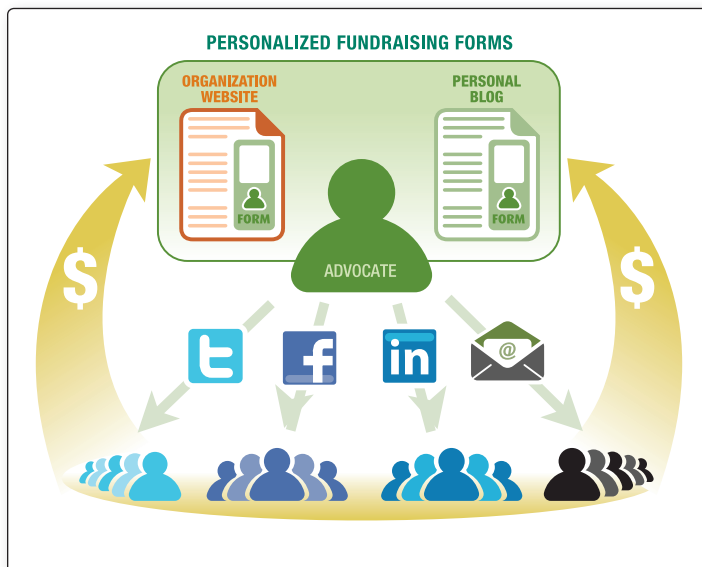 PERSONALIZED FUNDRAISING FORMS
ORGANIZATION
WEBSITE
PERSONAL
BLOG
FORM
FORM
ADVOCATE
$
$
t
f
in
@